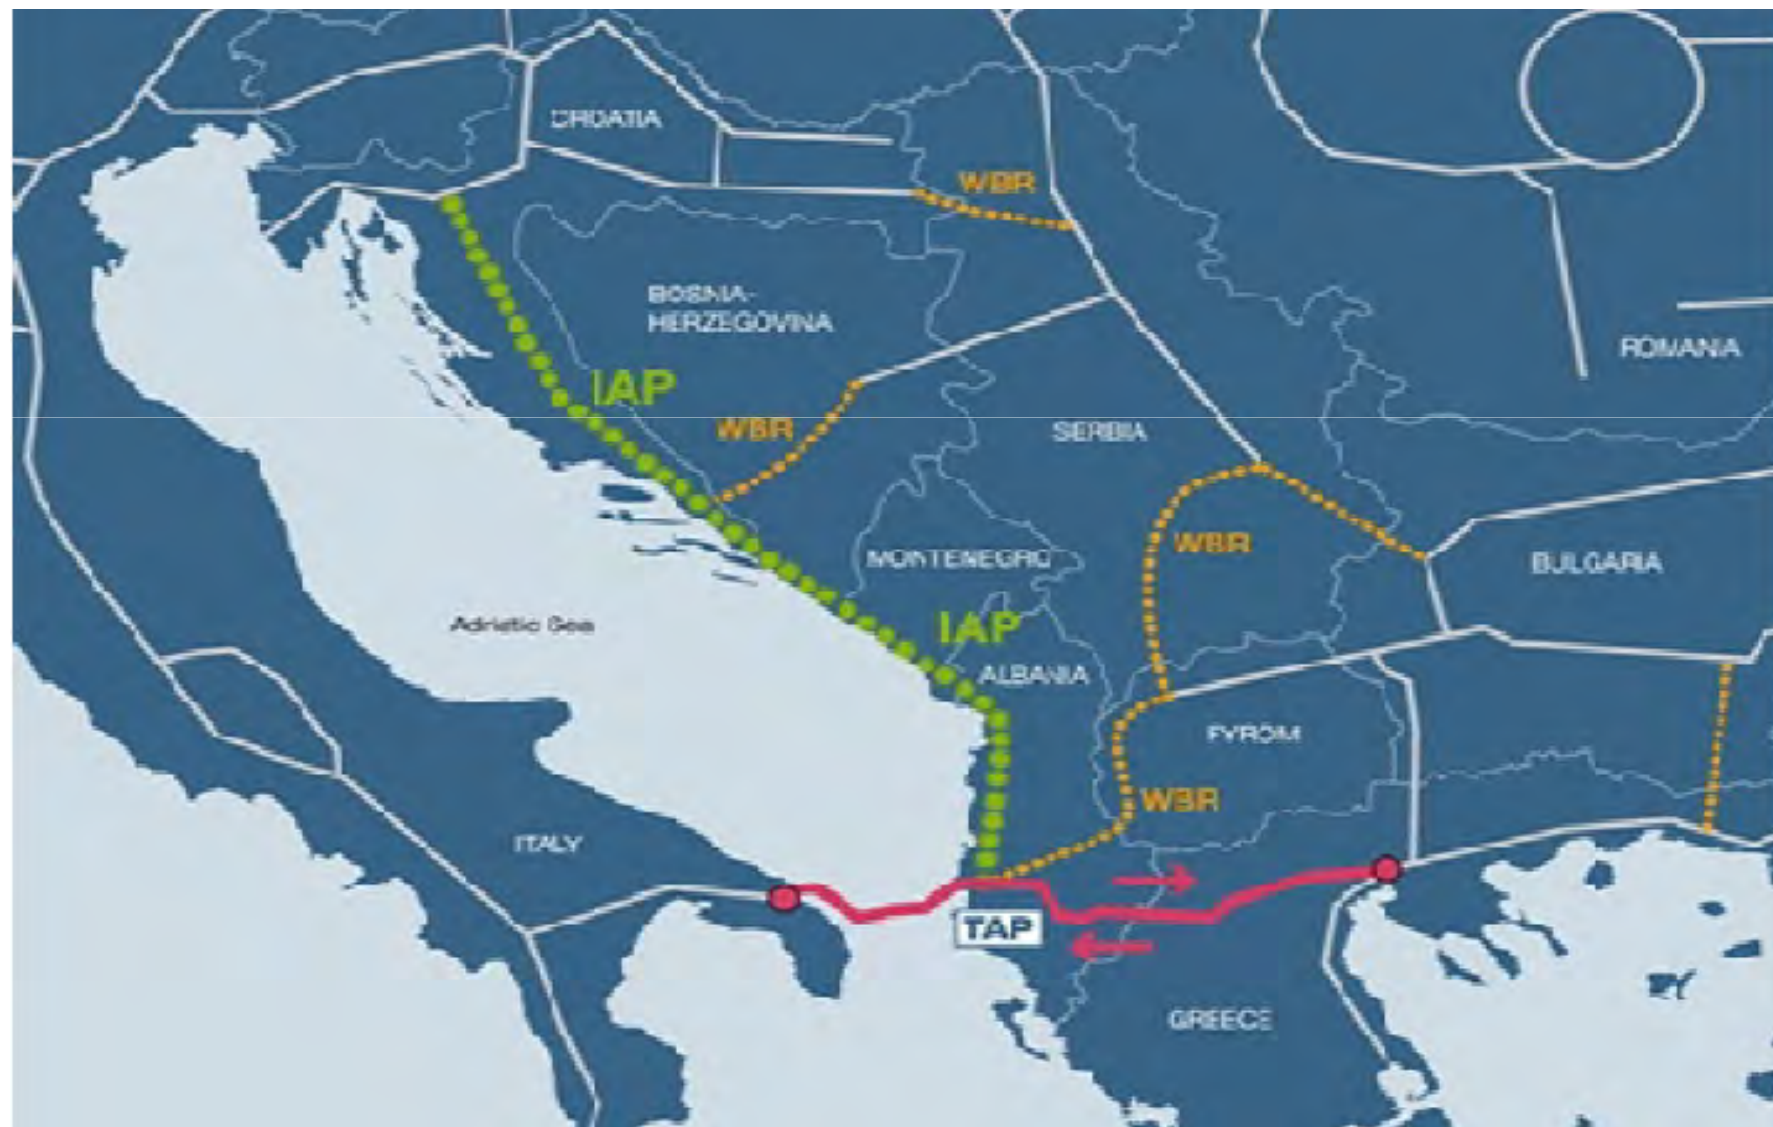 CROATIA
WBR
BOSNIA-
HERZEGOVINA
IAP
WBR
SERBIA
ROMANIA
WBR
MONTENEGRO
BULGARIA
Adriatic Sea
IAP
ALBANIA
FYROM
WBR
ITALY
TAP
GREECE